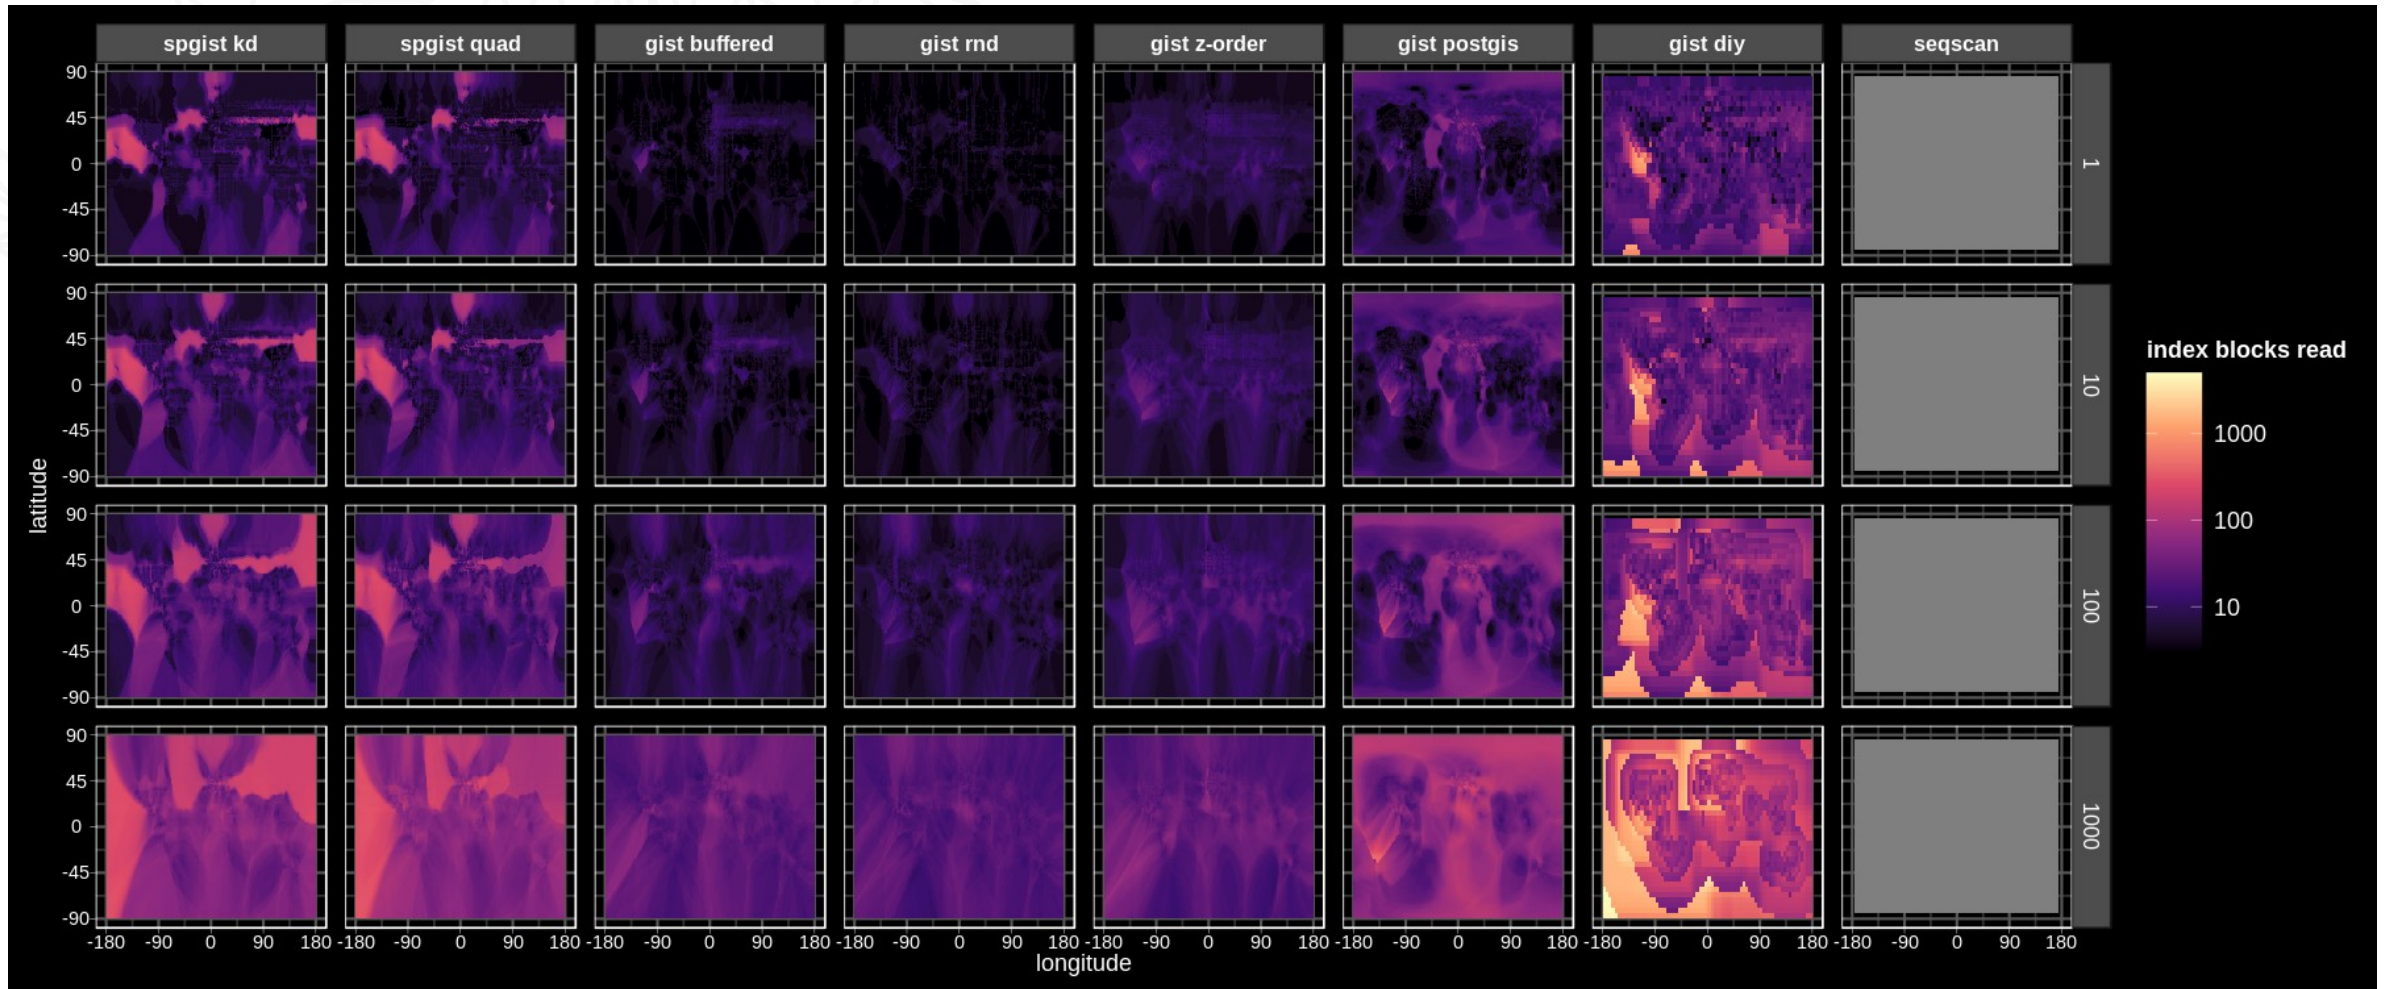 spgist kd
spgist quad
gist buffered
gist rnd
gist z-order
gist postgis
gist diy
seqscan
latitude
90
45
0
-45
-90
1
90
45
0
-45
-90
10
90
45
0
-45
-90
100
90
45
0
-45
-90
1000
-180 -90 0 90 180
-180 -90 0 90 180
-180 -90 0 90 180
-180 -90 0 90 180
-180 -90 0 90 180
-180 -90 0 90 180
-180 -90 0 90 180
-180 -90 0 90 180
longitude
index blocks read
1000
100
10